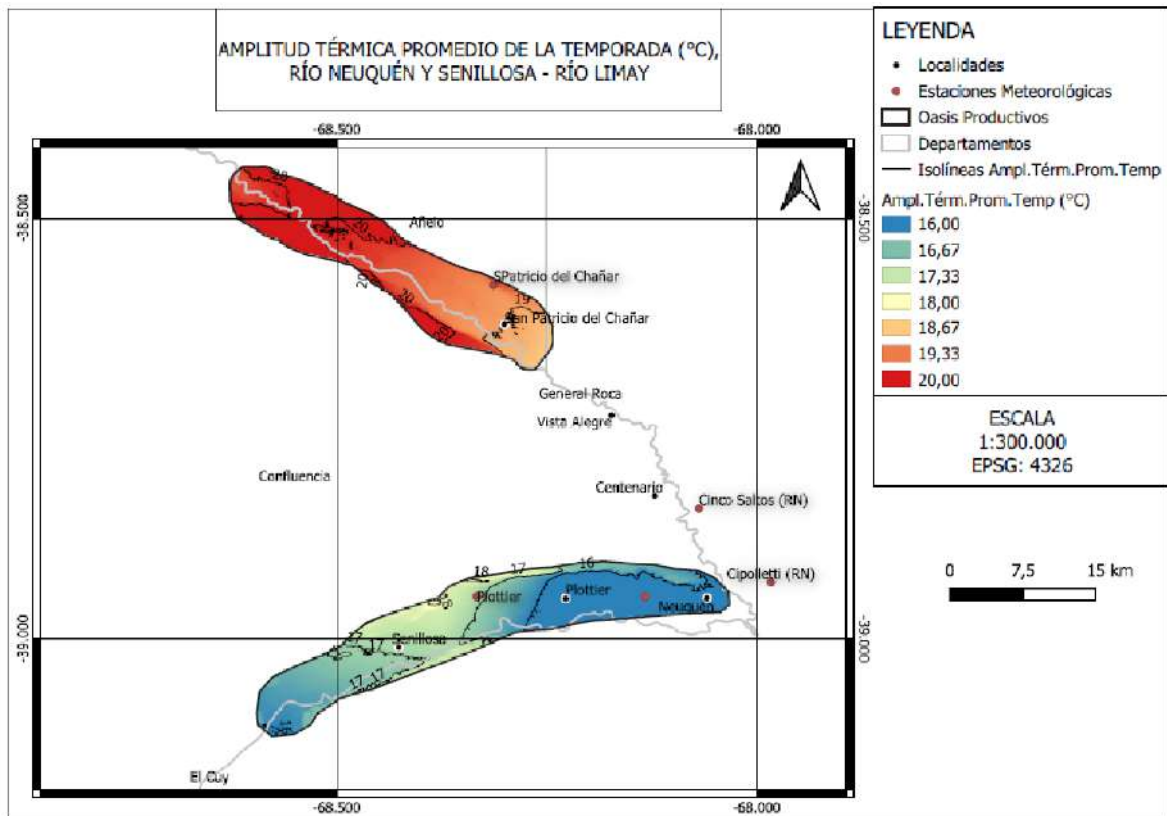 AMPLITUD TÉRMICA PROMEDIO DE LA TEMPORADA (°C),
RÍO NEUQUÉN Y SENILLOSA - RÍO LIMAY
LEYENDA
Localidades
Estaciones Meteorológicas
Oasis Productivos
Departamentos
Isolíneas Ampl.Térm.Prom.Temp
Ampl.Térm.Prom.Temp (°C)
16,00
16,67
17,33
18,00
18,67
19,33
20,00
ESCALA
1:300.000
EPSG: 4326
0 7,5 15 km
-68.500 -68.000
-38.500 -38.500
20
20
Añelo
20
20
SPatricio del Chañar
19
San Patricio del Chañar
20
General Roca
Vista Alegre
Confluencia
Centenario
Cinco Saltos (RN)
18 17 16
Cipolletti (RN)
Plottier Plottier
Neuquén
-39.000 -39.000
17 17
Senillosa
17 17
El Cuy
-68.500 -68.000